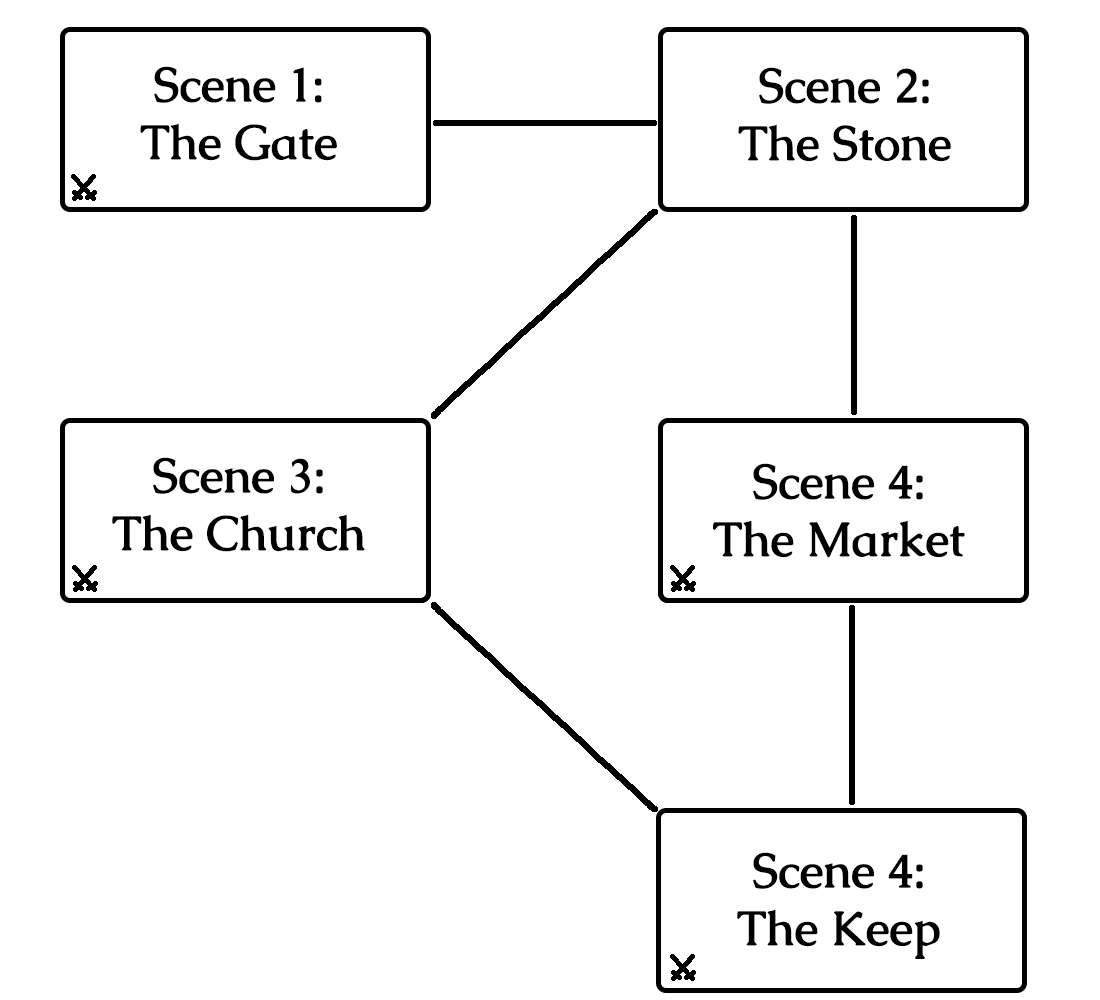 Scene 1:
The Gate
Scene 2:
The Stone
Scene 3:
The Church
Scene 4:
The Market
Scene 4:
The Keep